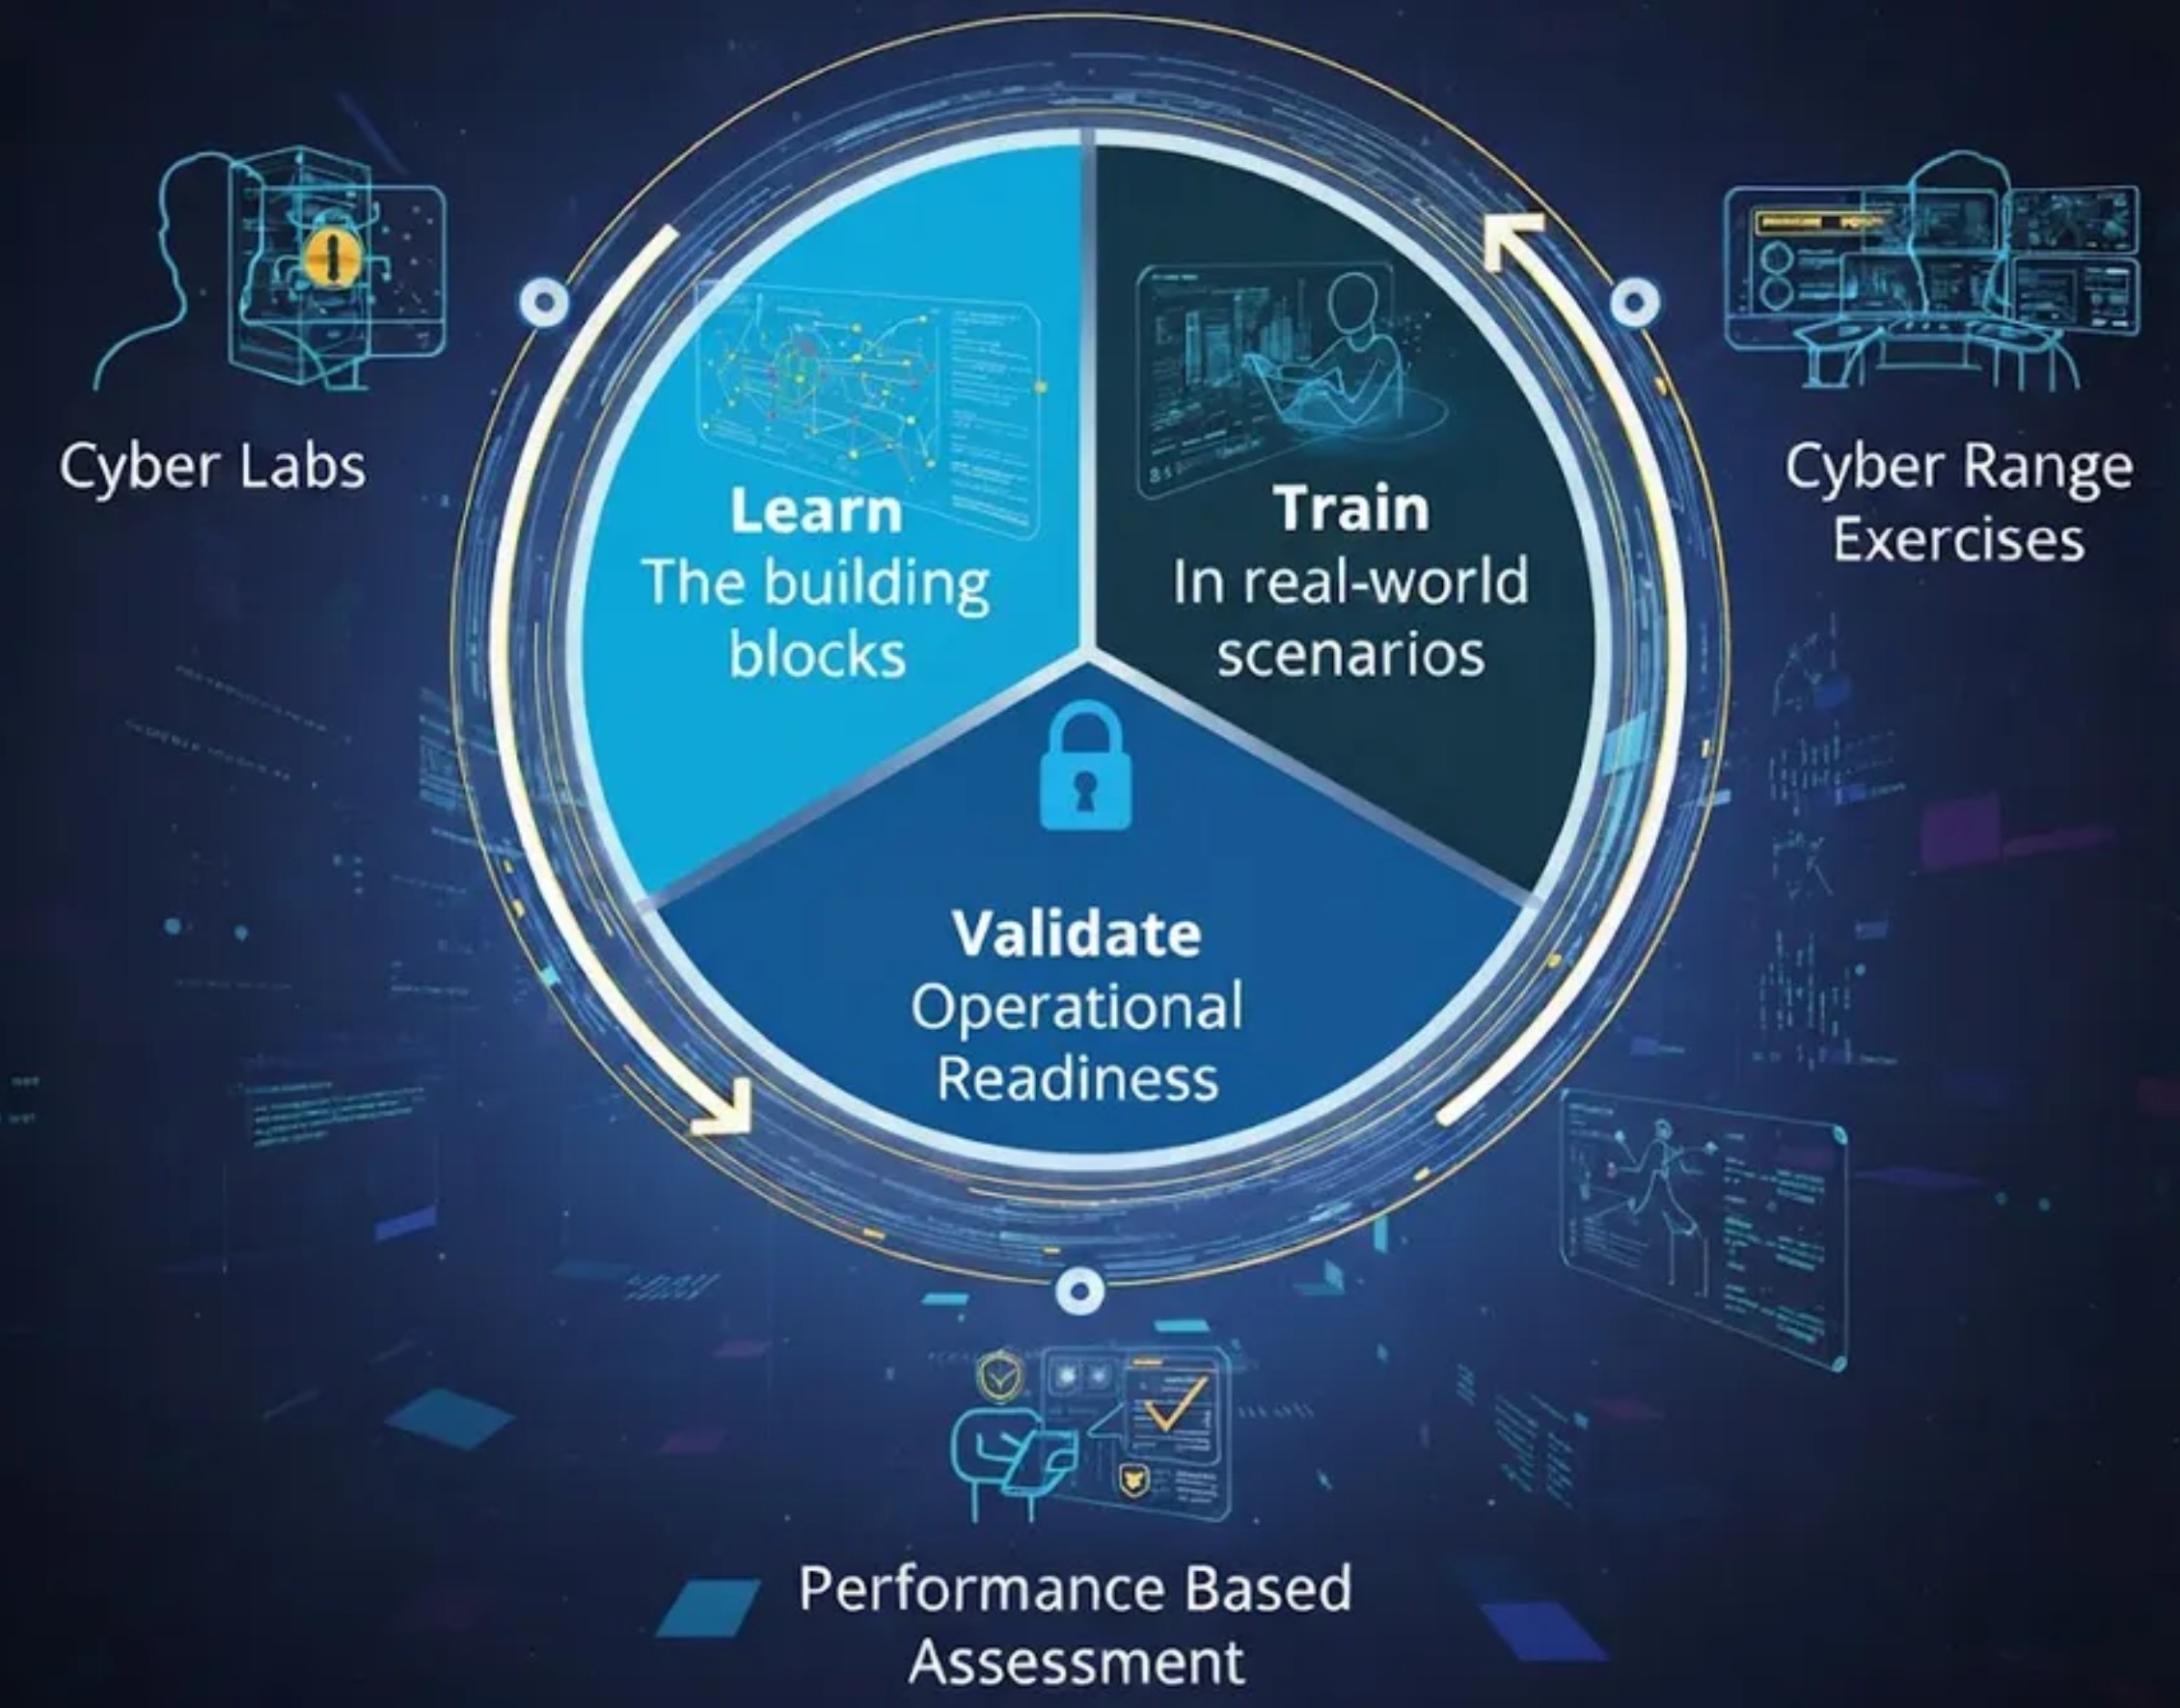 Cyber Labs
Learn
The building
blocks
Train
In real-world
scenarios
Cyber Range
Exercises
Validate
Operational
Readiness
Performance Based
Assessment